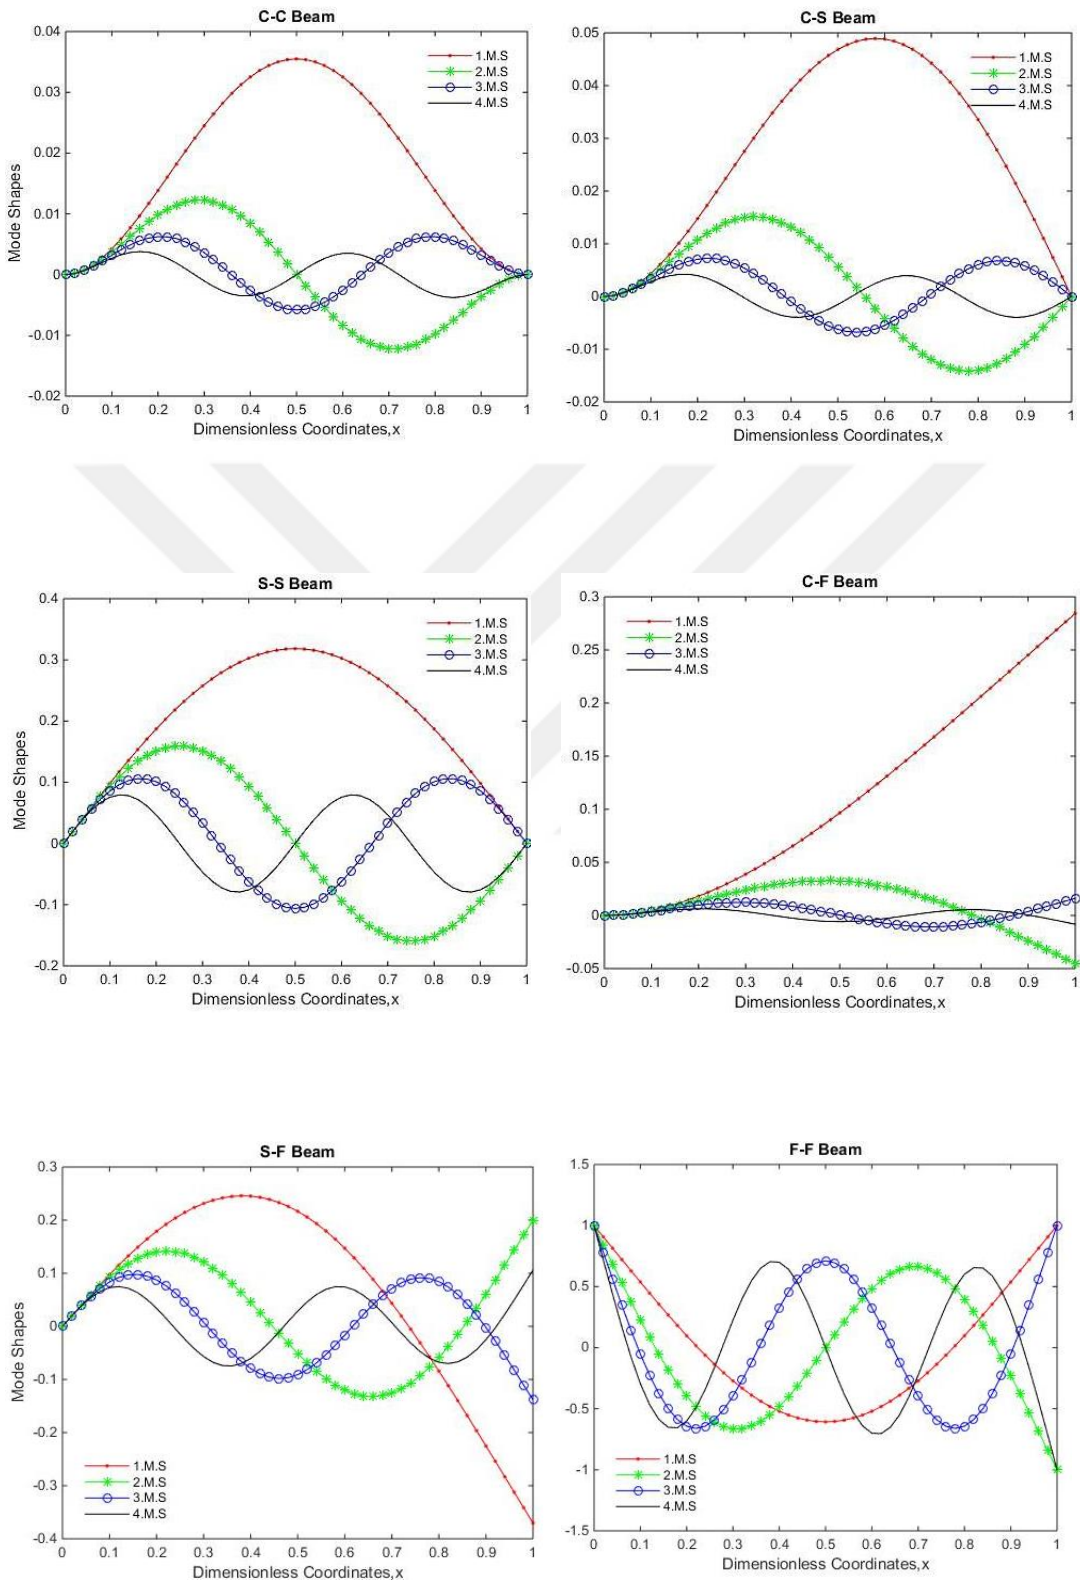 C-C Beam
0.04
0.03
0.02
0.01
0
-0.01
-0.02
Mode Shapes
1.M.S
2.M.S
3.M.S
4.M.S
0 0.1 0.2 0.3 0.4 0.5 0.6 0.7 0.8 0.9 1
Dimensionless Coordinates,x
C-S Beam
0.05
0.04
0.03
0.02
0.01
0
-0.01
-0.02
1.M.S
2.M.S
3.M.S
4.M.S
0 0.1 0.2 0.3 0.4 0.5 0.6 0.7 0.8 0.9 1
Dimensionless Coordinates,x
S-S Beam
0.4
0.3
0.2
0.1
0
-0.1
-0.2
Mode Shapes
1.M.S
2.M.S
3.M.S
4.M.S
0 0.1 0.2 0.3 0.4 0.5 0.6 0.7 0.8 0.9 1
Dimensionless Coordinates,x
C-F Beam
0.3
0.25
0.2
0.15
0.1
0.05
0
-0.05
1.M.S
2.M.S
3.M.S
4.M.S
0 0.1 0.2 0.3 0.4 0.5 0.6 0.7 0.8 0.9 1
Dimensionless Coordinates,x
S-F Beam
0.3
0.2
0.1
0
-0.1
-0.2
-0.3
-0.4
Mode Shapes
1.M.S
2.M.S
3.M.S
4.M.S
0 0.1 0.2 0.3 0.4 0.5 0.6 0.7 0.8 0.9 1
Dimensionless Coordinates,x
F-F Beam
1.5
1
0.5
0
-0.5
-1
-1.5
1.M.S
2.M.S
3.M.S
4.M.S
0 0.1 0.2 0.3 0.4 0.5 0.6 0.7 0.8 0.9 1
Dimensionless Coordinates,x